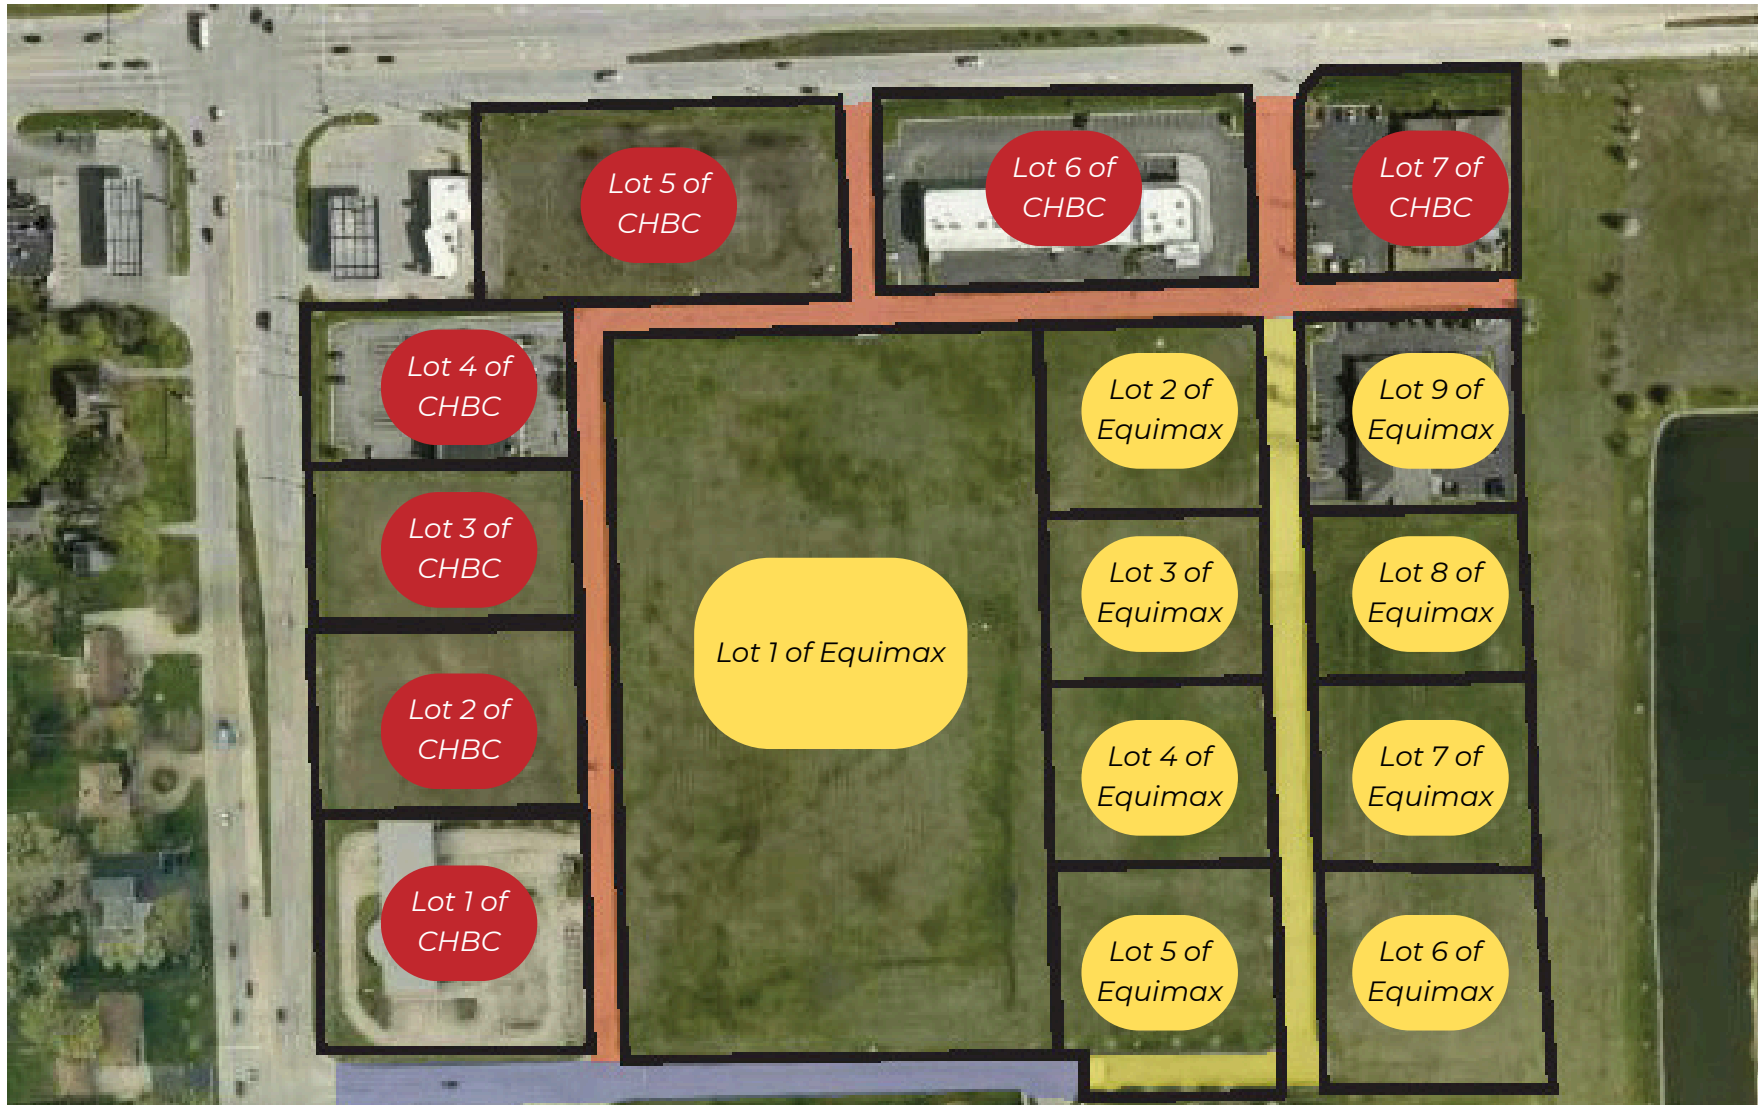 Lot 5 of
CHBC
Lot 6 of
CHBC
Lot 7 of
CHBC
Lot 4 of
CHBC
Lot 2 of
Equimax
Lot 9 of
Equimax
Lot 3 of
CHBC
Lot 3 of
Equimax
Lot 8 of
Equimax
Lot 1 of Equimax
Lot 2 of
CHBC
Lot 4 of
Equimax
Lot 7 of
Equimax
Lot 1 of
CHBC
Lot 5 of
Equimax
Lot 6 of
Equimax